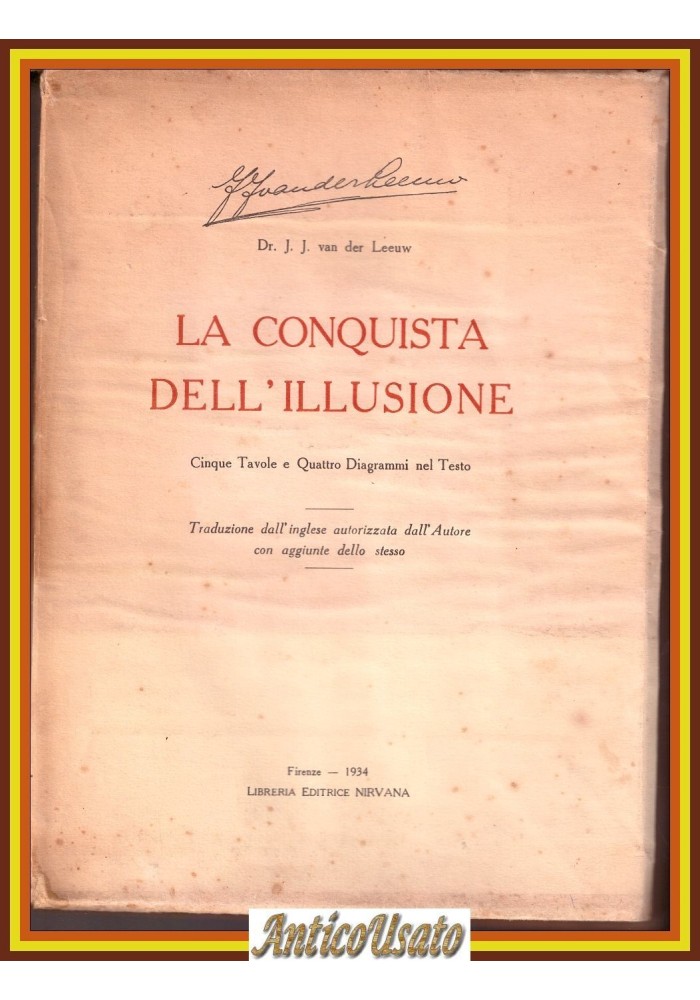 JJvanderLeeuw
Dr. J. J. van der Leeuw
LA CONQUISTA
DELL'ILLUSIONE
Cinque Tavole e Quattro Diagrammi nel Testo
Traduzione dall'inglese autorizzata dall'Autore
con aggiunte dello stesso
Firenze — 1934
LIBRERIA EDITRICE NIRVANA
AnticoUsato